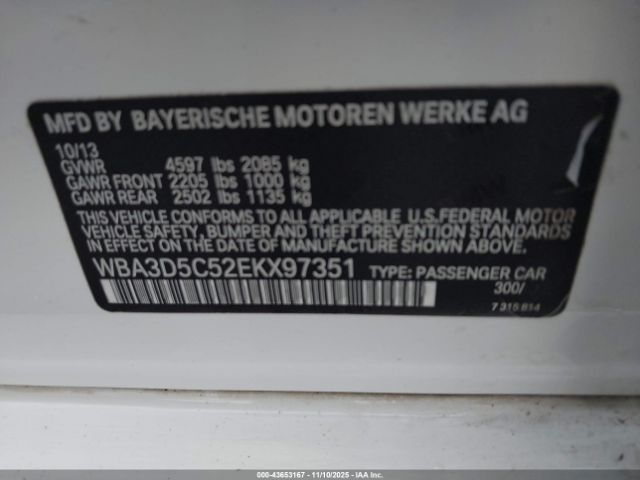 MFD BY BAYERISCHE MOTOREN WERKE AG
10/13
GVWR 4597 lbs 2085 kg
GAWR FRONT 2205 lbs 1000 kg
GAWR REAR 2502 lbs 1135 kg
THIS VEHICLE CONFORMS TO ALL APPLICABLE U.S.FEDERAL MOTOR
VEHICLE SAFETY, BUMPER, AND THEFT PREVENTION STANDARDS
IN EFFECT ON THE DATE OF MANUFACTURE SHOWN ABOVE.
WBA3D5C52EKX97351 TYPE: PASSENGER CAR
300/
7 315 814
000-43653167 - 11/10/2025 - IAAI/COPART